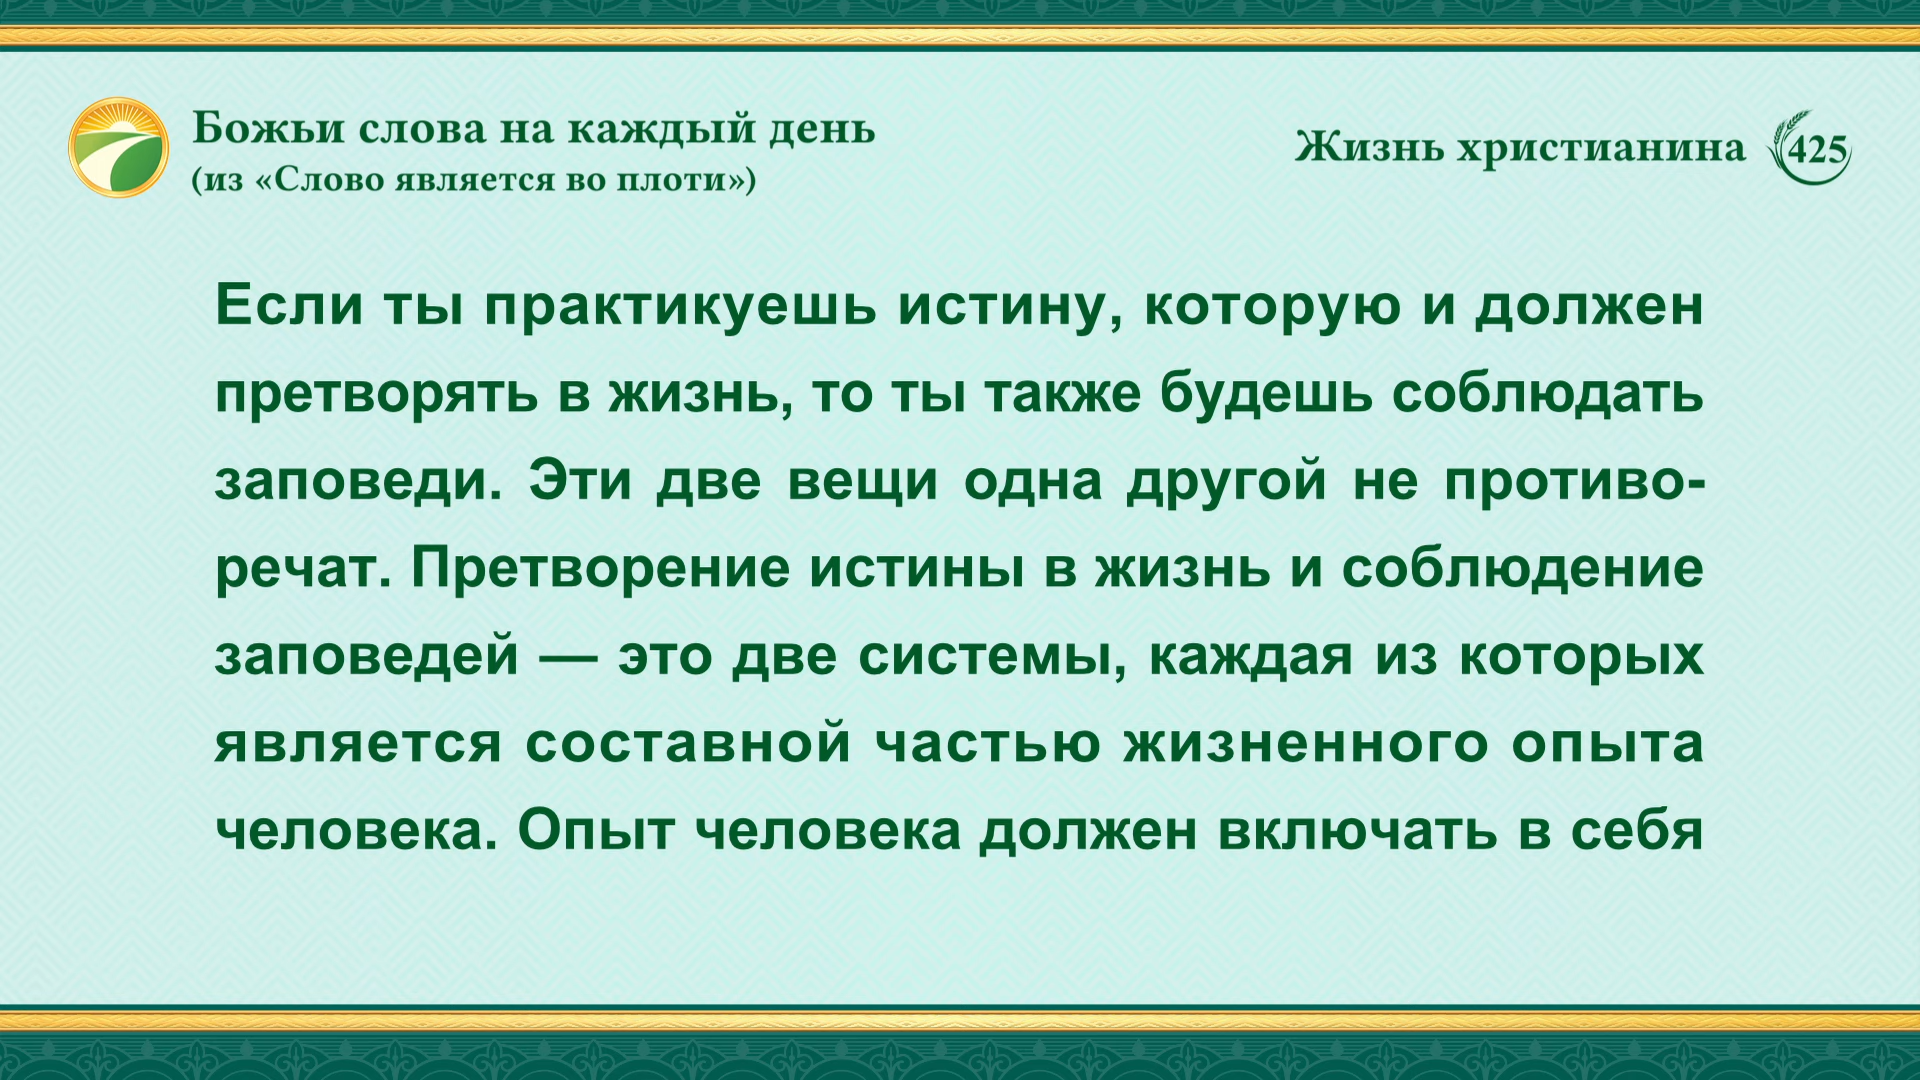 Божьи слова на каждый день
(из «Слово является во плоти»)
Жизнь христианина 425
Если ты практикуешь истину, которую и должен
претворять в жизнь, то ты также будешь соблюдать
заповеди. Эти две вещи одна другой не противо-
речат. Претворение истины в жизнь и соблюдение
заповедей — это две системы, каждая из которых
является составной частью жизненного опыта
человека. Опыт человека должен включать в себя